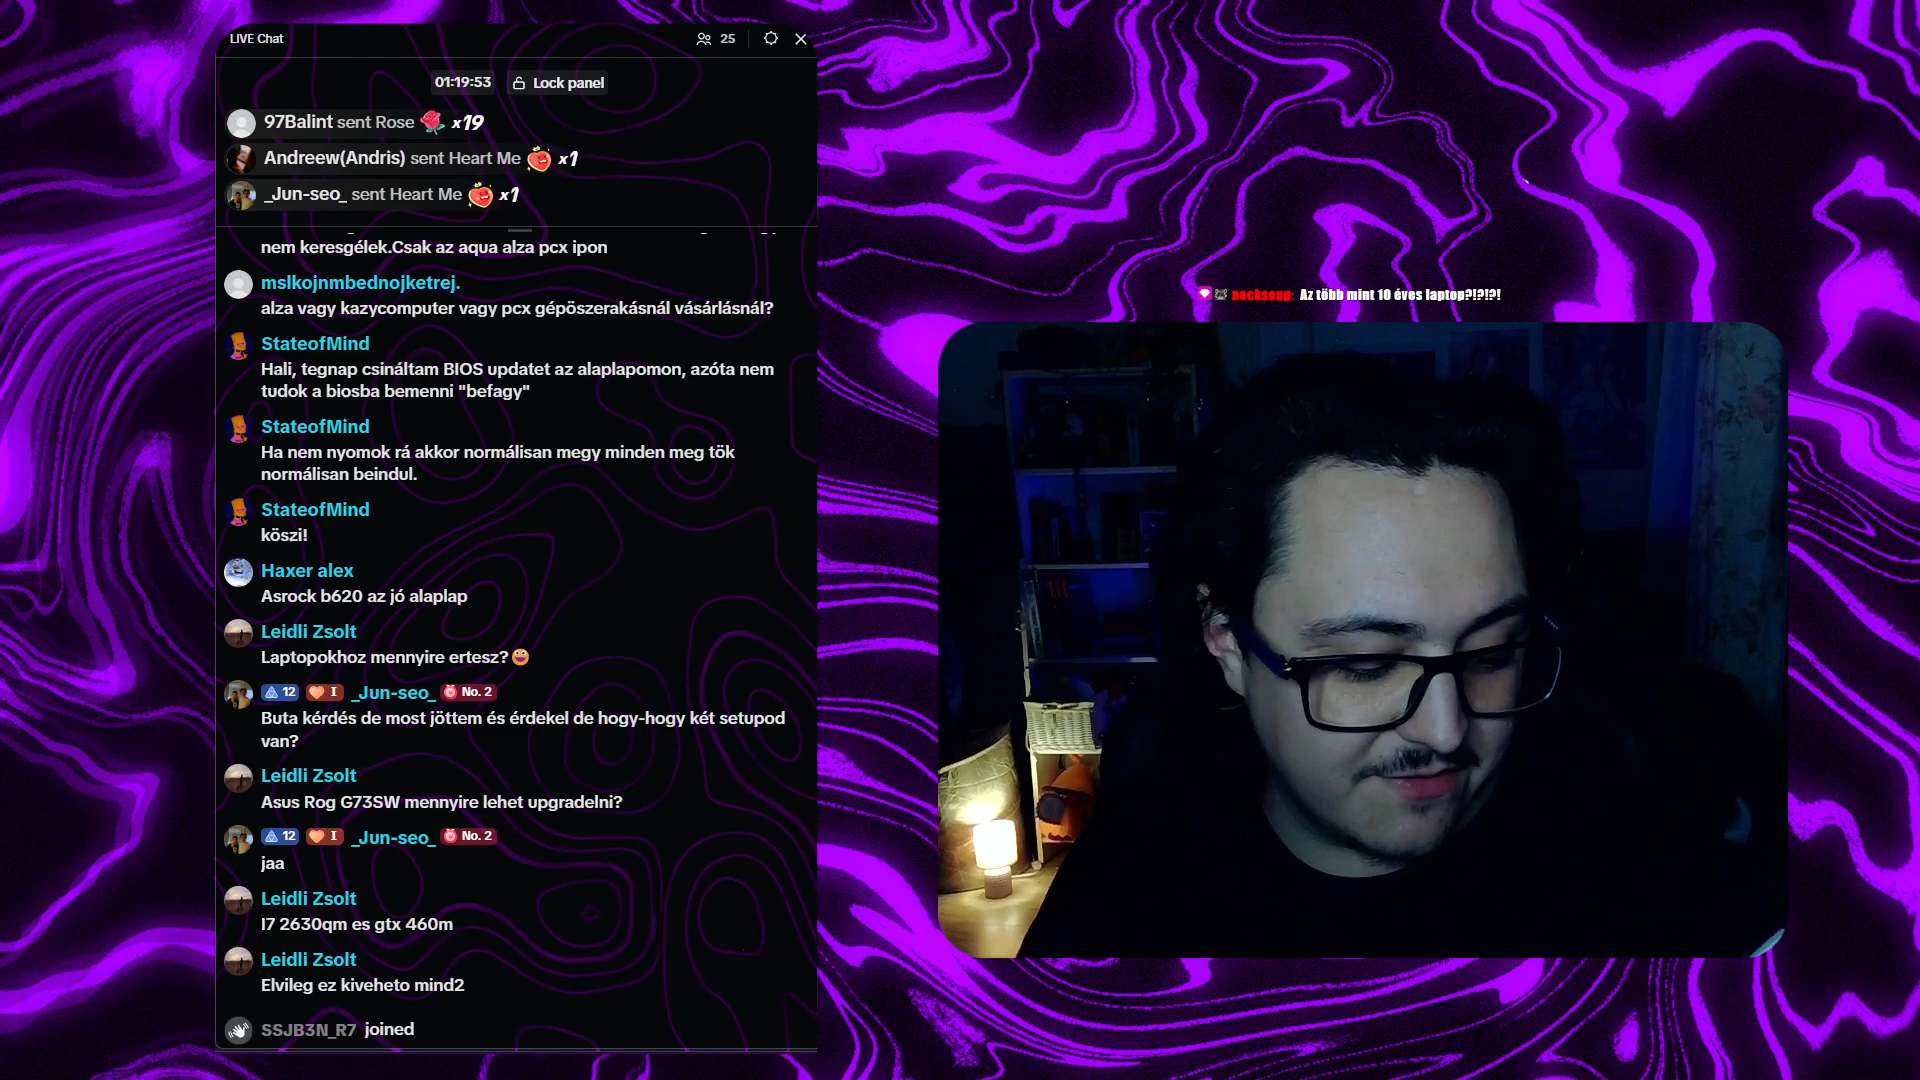 LIVE Chat
25
01:19:53
Lock panel
97Balint sent Rose x19
Andreew(Andris) sent Heart Me x1
_Jun-seo_ sent Heart Me x1
nem keresgélek.Csak az aqua alza pcx ipon
mslkojnmbednojketrej.
alza vagy kazycomputer vagy pcx gépöszerakásnál vásárlásnál?
StateofMind
Hali, tegnap csináltam BIOS updatet az alaplapomon, azóta nem
tudok a biosba bemenni "befagy"
StateofMind
Ha nem nyomok rá akkor normálisan megy minden meg tök
normálisan beindul.
StateofMind
köszi!
Haxer alex
Asrock b620 az jó alaplap
Leidli Zsolt
Laptopokhoz mennyire ertesz?
12 I _Jun-seo_ No. 2
Buta kérdés de most jöttem és érdekel de hogy-hogy két setupod
van?
Leidli Zsolt
Asus Rog G73SW mennyire lehet upgradelni?
12 I _Jun-seo_ No. 2
jaa
Leidli Zsolt
I7 2630qm es gtx 460m
Leidli Zsolt
Elvileg ez kiveheto mind2
SSJB3N_R7 joined
necksoup: Az több mint 10 éves laptop?!?!?!